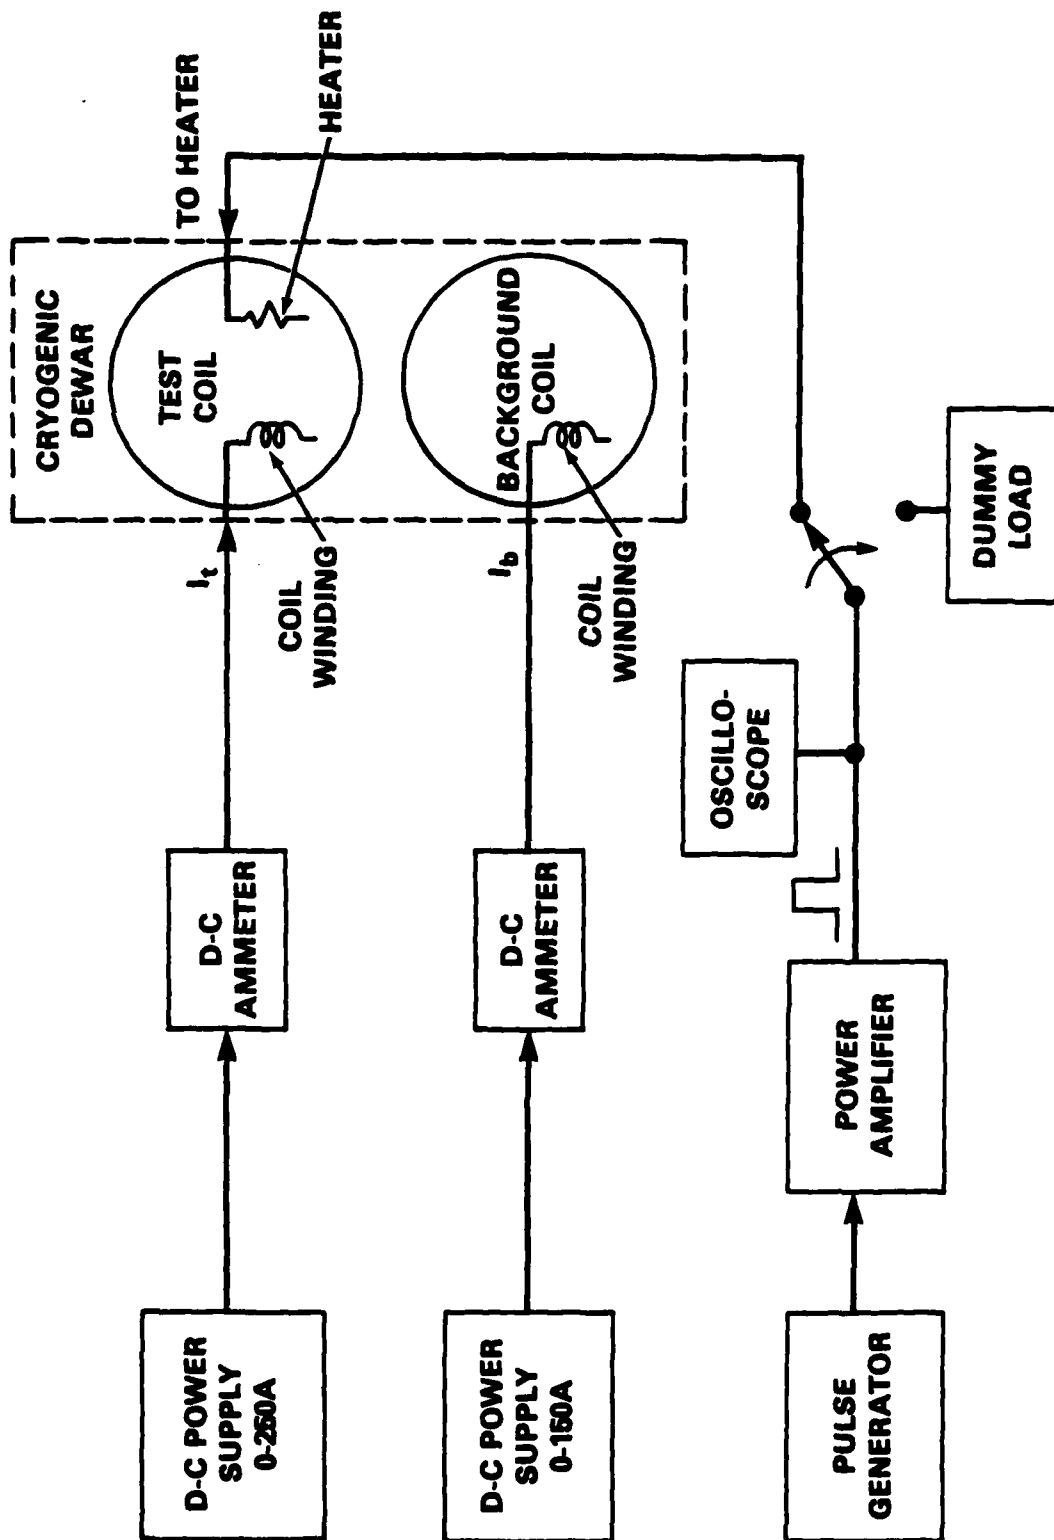 CRYOGENIC
DEWAR
TO HEATER
HEATER
TEST
COIL
BACKGROUND
COIL
It
COIL
WINDING
Ib
COIL
WINDING
D-C POWER
SUPPLY
0-250A
D-C
AMMETER
D-C POWER
SUPPLY
0-150A
D-C
AMMETER
PULSE
GENERATOR
POWER
AMPLIFIER
OSCILLO-
SCOPE
DUMMY
LOAD